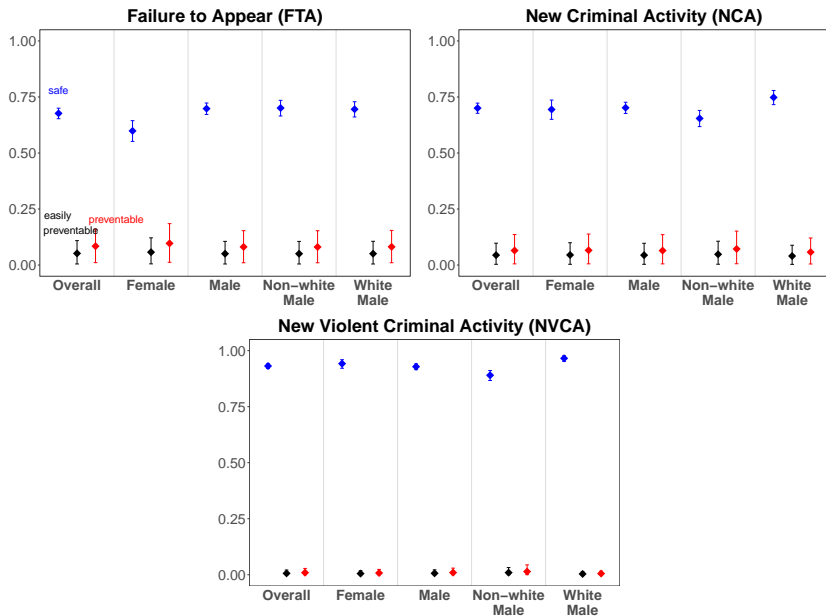 Failure to Appear (FTA)
1.00
0.75
0.50
0.25
0.00
safe
easily
preventable
preventable
Overall Female Male Non−white White
Male Male
New Criminal Activity (NCA)
1.00
0.75
0.50
0.25
0.00
Overall Female Male Non−white White
Male Male
New Violent Criminal Activity (NVCA)
1.00
0.75
0.50
0.25
0.00
Overall Female Male Non−white White
Male Male